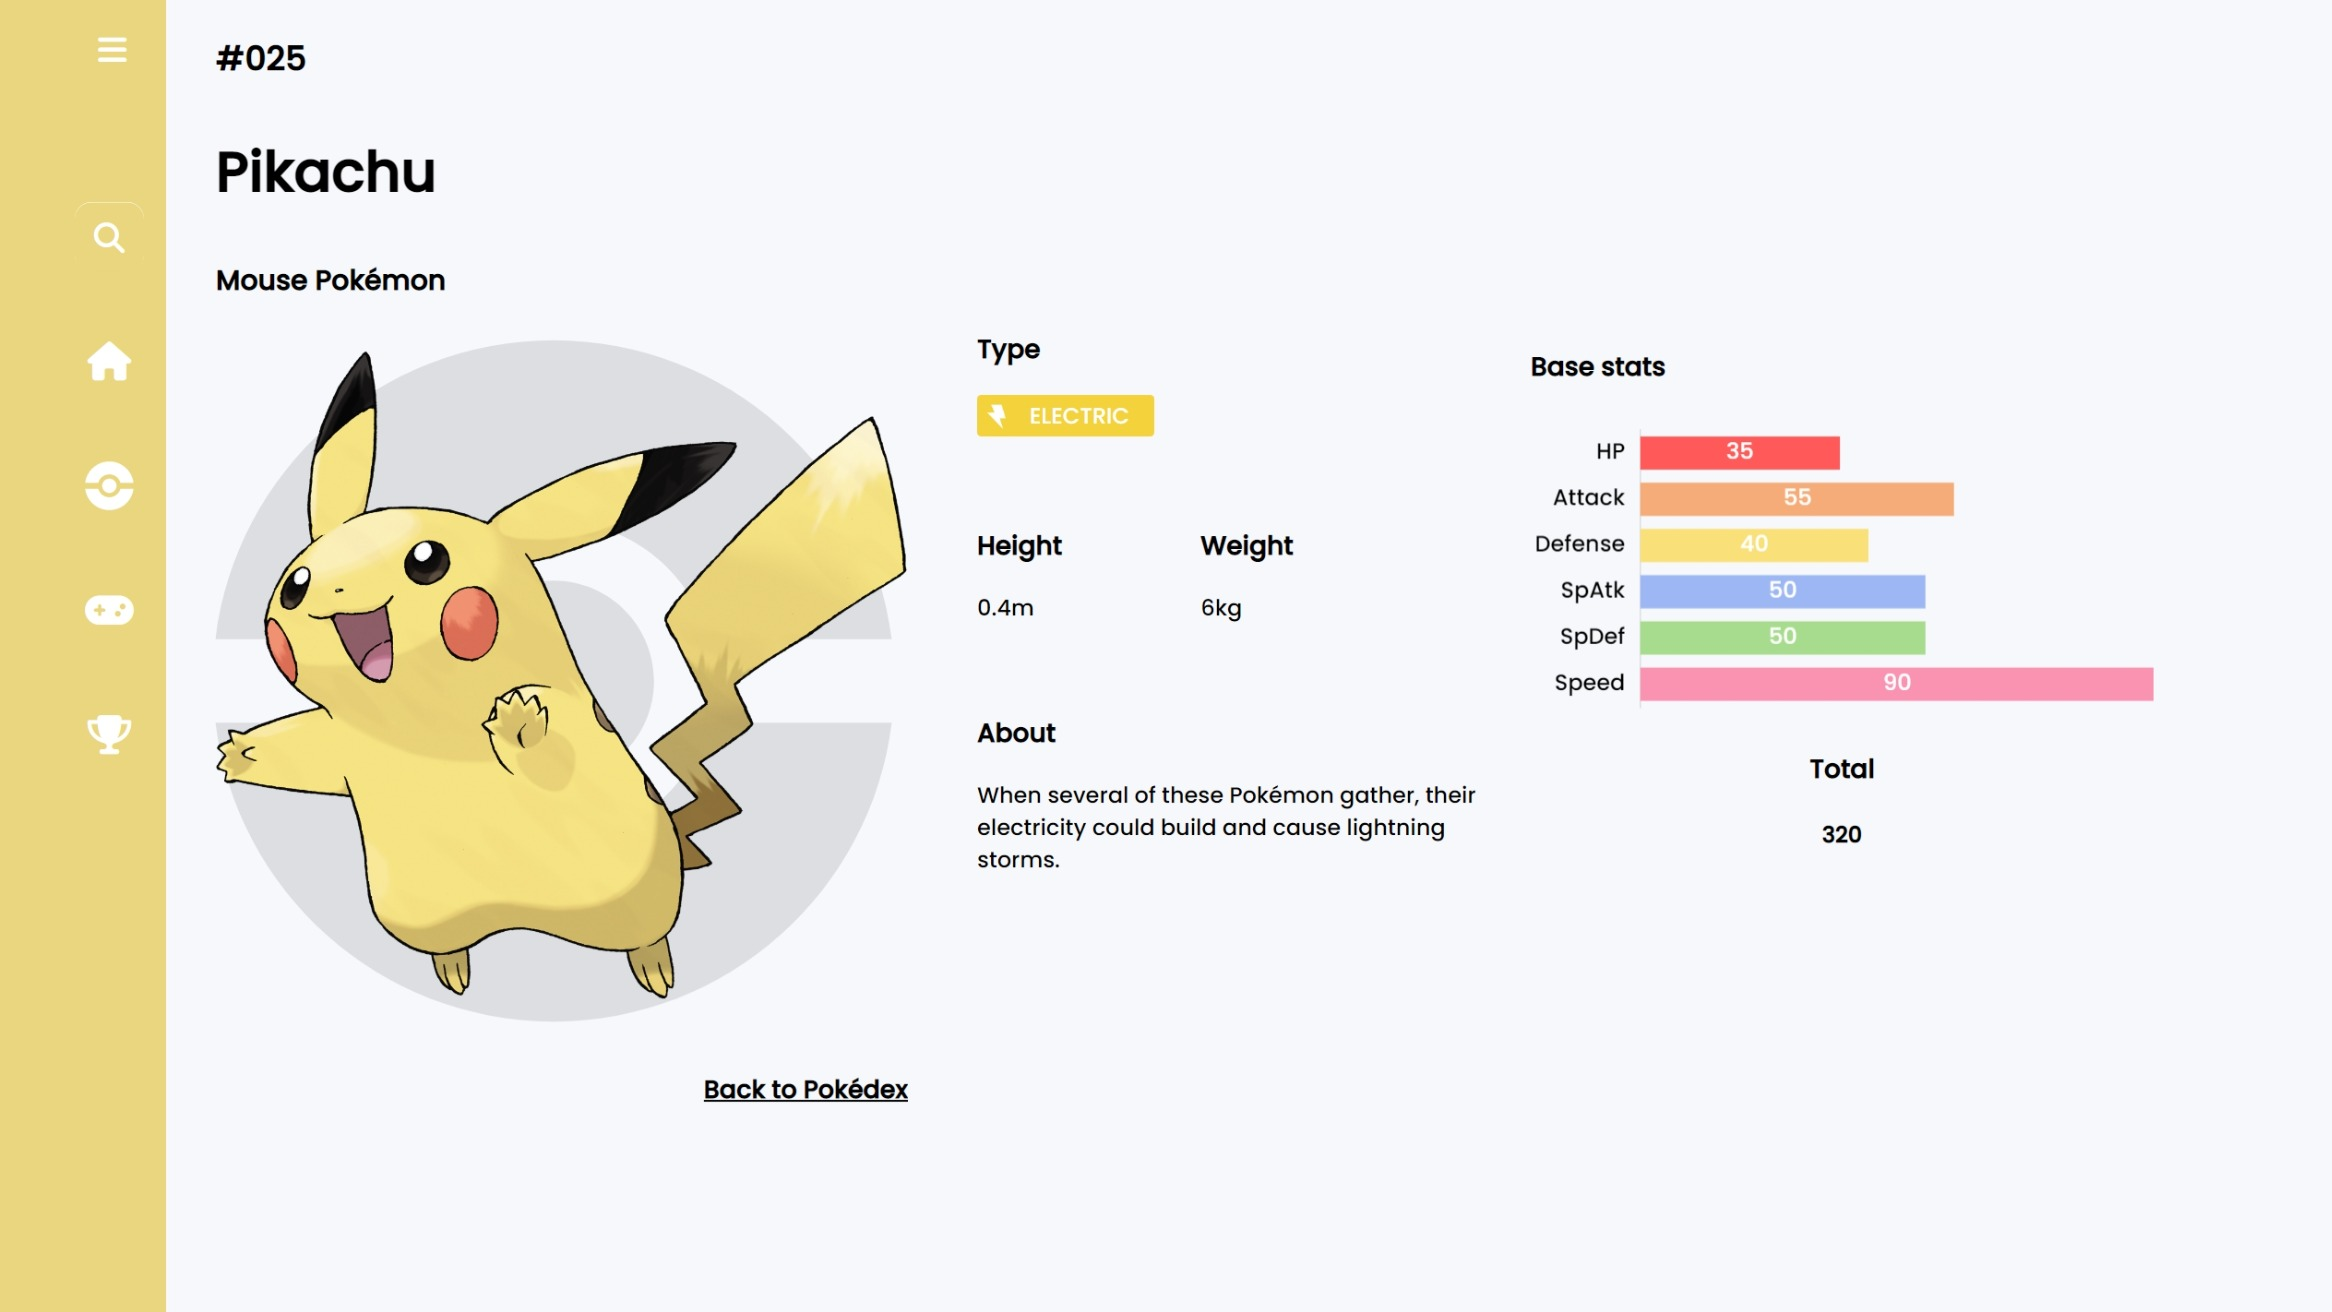 #025
Pikachu
Mouse Pokémon
Type
ELECTRIC
Height
Weight
0.4m
6kg
About
When several of these Pokémon gather, their
electricity could build and cause lightning
storms.
Base stats
HP 35
Attack 55
Defense 40
SpAtk 50
SpDef 50
Speed 90
Total
320
Back to Pokédex